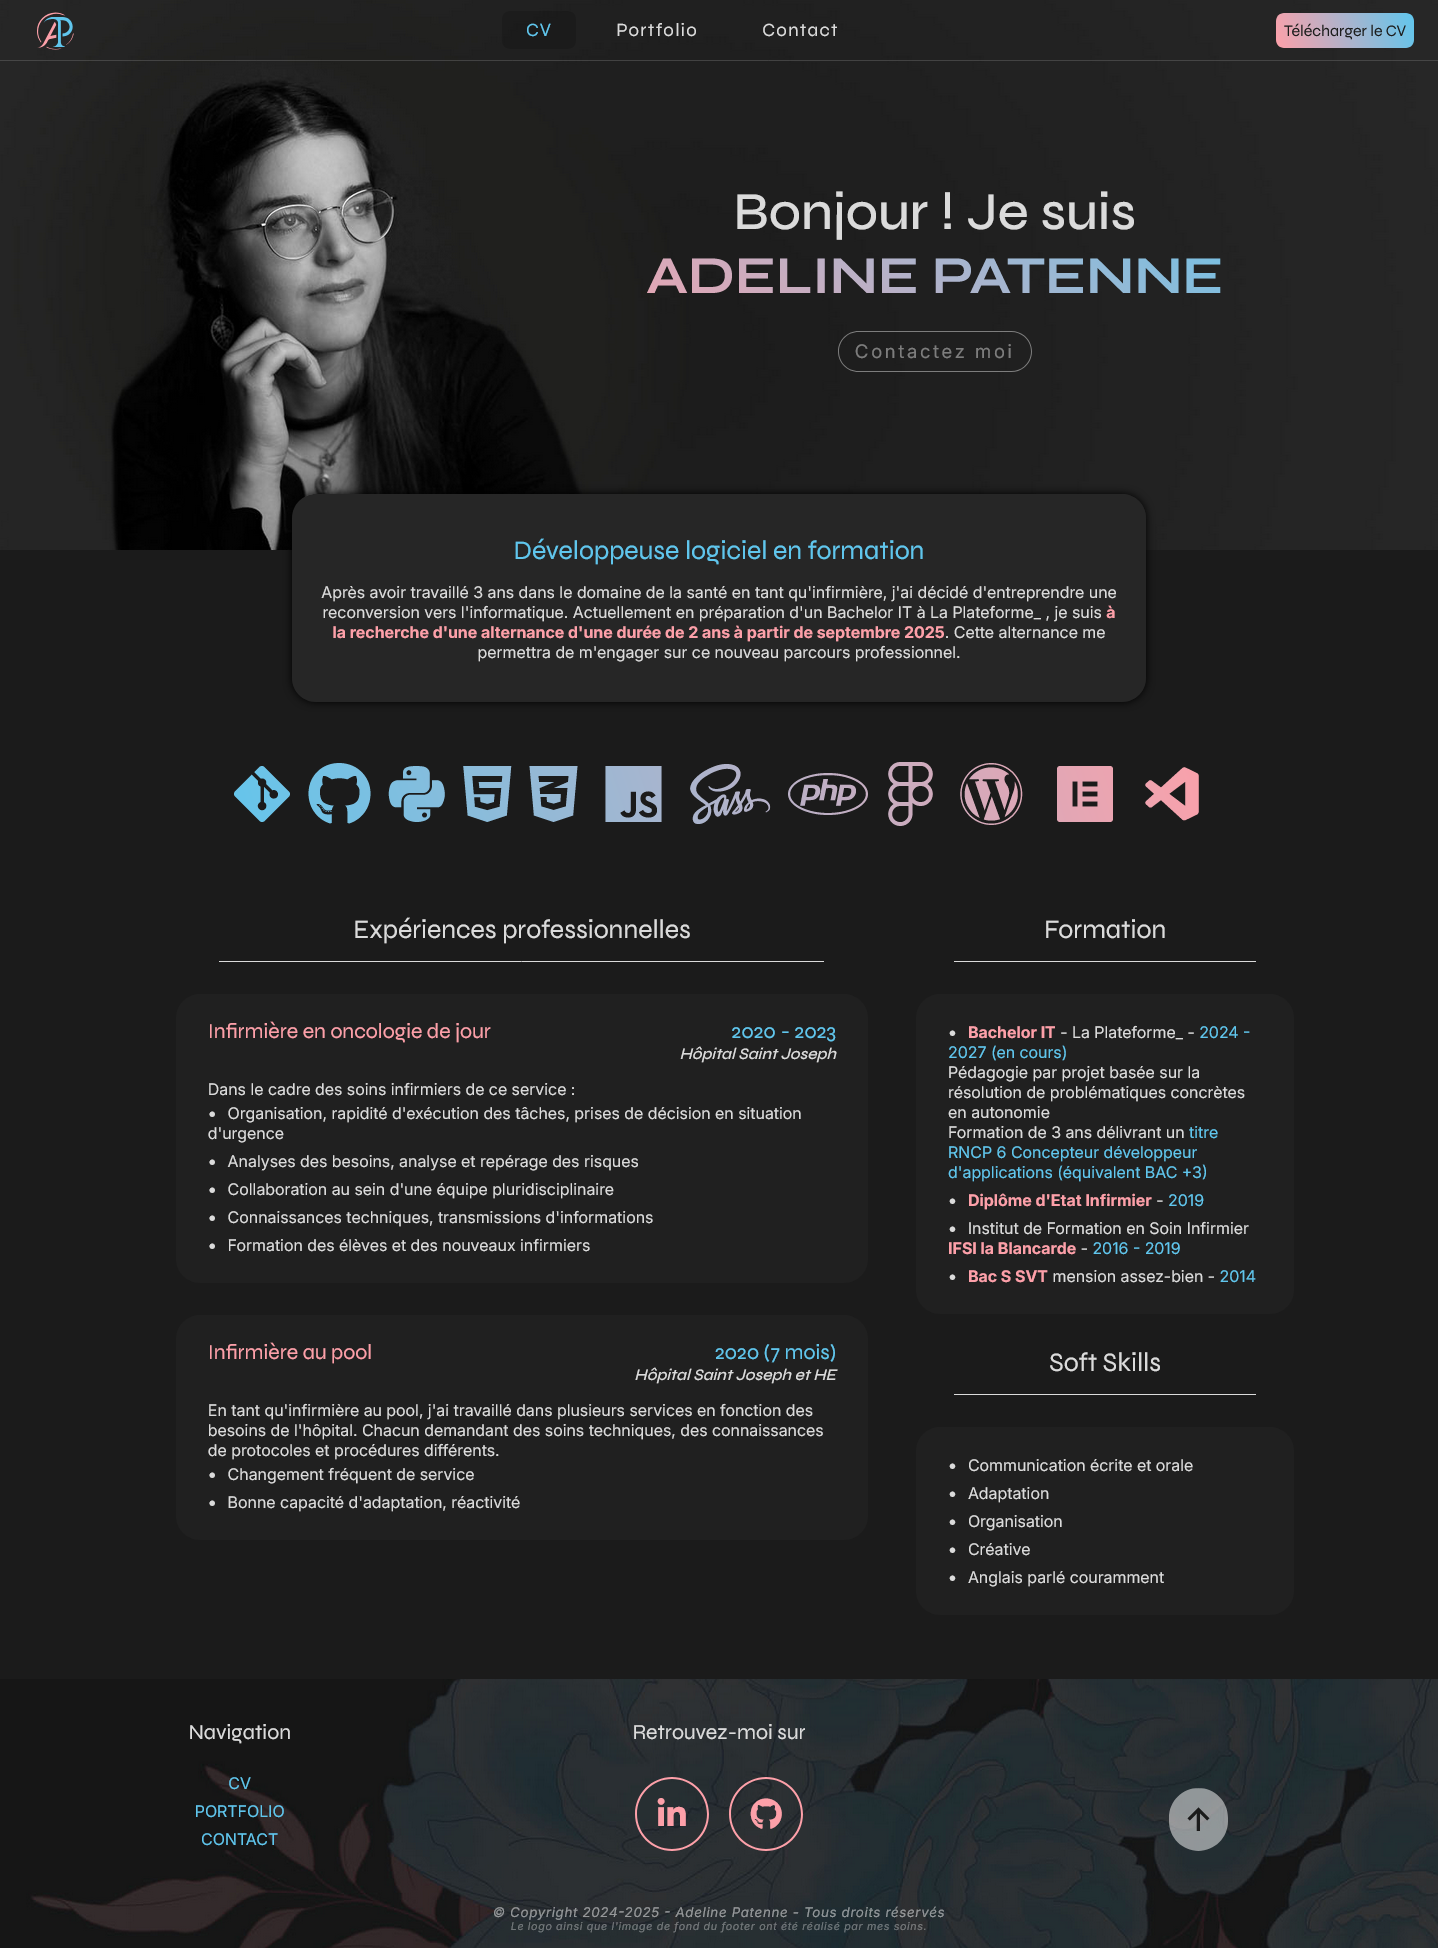 AP
CV
Portfolio
Contact
Télécharger le CV
Bonjour ! Je suis
ADELINE PATENNE
Contactez moi
Développeuse logiciel en formation
Après avoir travaillé 3 ans dans le domaine de la santé en tant qu'infirmière, j'ai décidé d'entreprendre une
reconversion vers l'informatique. Actuellement en préparation d'un Bachelor IT à La Plateforme_ , je suis à
la recherche d'une alternance d'une durée de 2 ans à partir de septembre 2025. Cette alternance me
permettra de m'engager sur ce nouveau parcours professionnel.
JS Sass php
Expériences professionnelles
Infirmière en oncologie de jour
2020 - 2023
Hôpital Saint Joseph
Dans le cadre des soins infirmiers de ce service :
• Organisation, rapidité d'exécution des tâches, prises de décision en situation
d'urgence
• Analyses des besoins, analyse et repérage des risques
• Collaboration au sein d'une équipe pluridisciplinaire
• Connaissances techniques, transmissions d'informations
• Formation des élèves et des nouveaux infirmiers
Infirmière au pool
2020 (7 mois)
Hôpital Saint Joseph et HE
En tant qu'infirmière au pool, j'ai travaillé dans plusieurs services en fonction des
besoins de l'hôpital. Chacun demandant des soins techniques, des connaissances
de protocoles et procédures différents.
• Changement fréquent de service
• Bonne capacité d'adaptation, réactivité
Formation
• Bachelor IT - La Plateforme_ - 2024 -
2027 (en cours)
Pédagogie par projet basée sur la
résolution de problématiques concrètes
en autonomie
Formation de 3 ans délivrant un titre
RNCP 6 Concepteur développeur
d'applications (équivalent BAC +3)
• Diplôme d'Etat Infirmier - 2019
• Institut de Formation en Soin Infirmier
IFSI la Blancarde - 2016 - 2019
• Bac S SVT mension assez-bien - 2014
Soft Skills
• Communication écrite et orale
• Adaptation
• Organisation
• Créative
• Anglais parlé couramment
Navigation
CV
PORTFOLIO
CONTACT
Retrouvez-moi sur
in
© Copyright 2024-2025 - Adeline Patenne - Tous droits réservés
Le logo ainsi que l'image de fond du footer ont été réalisé par mes soins.